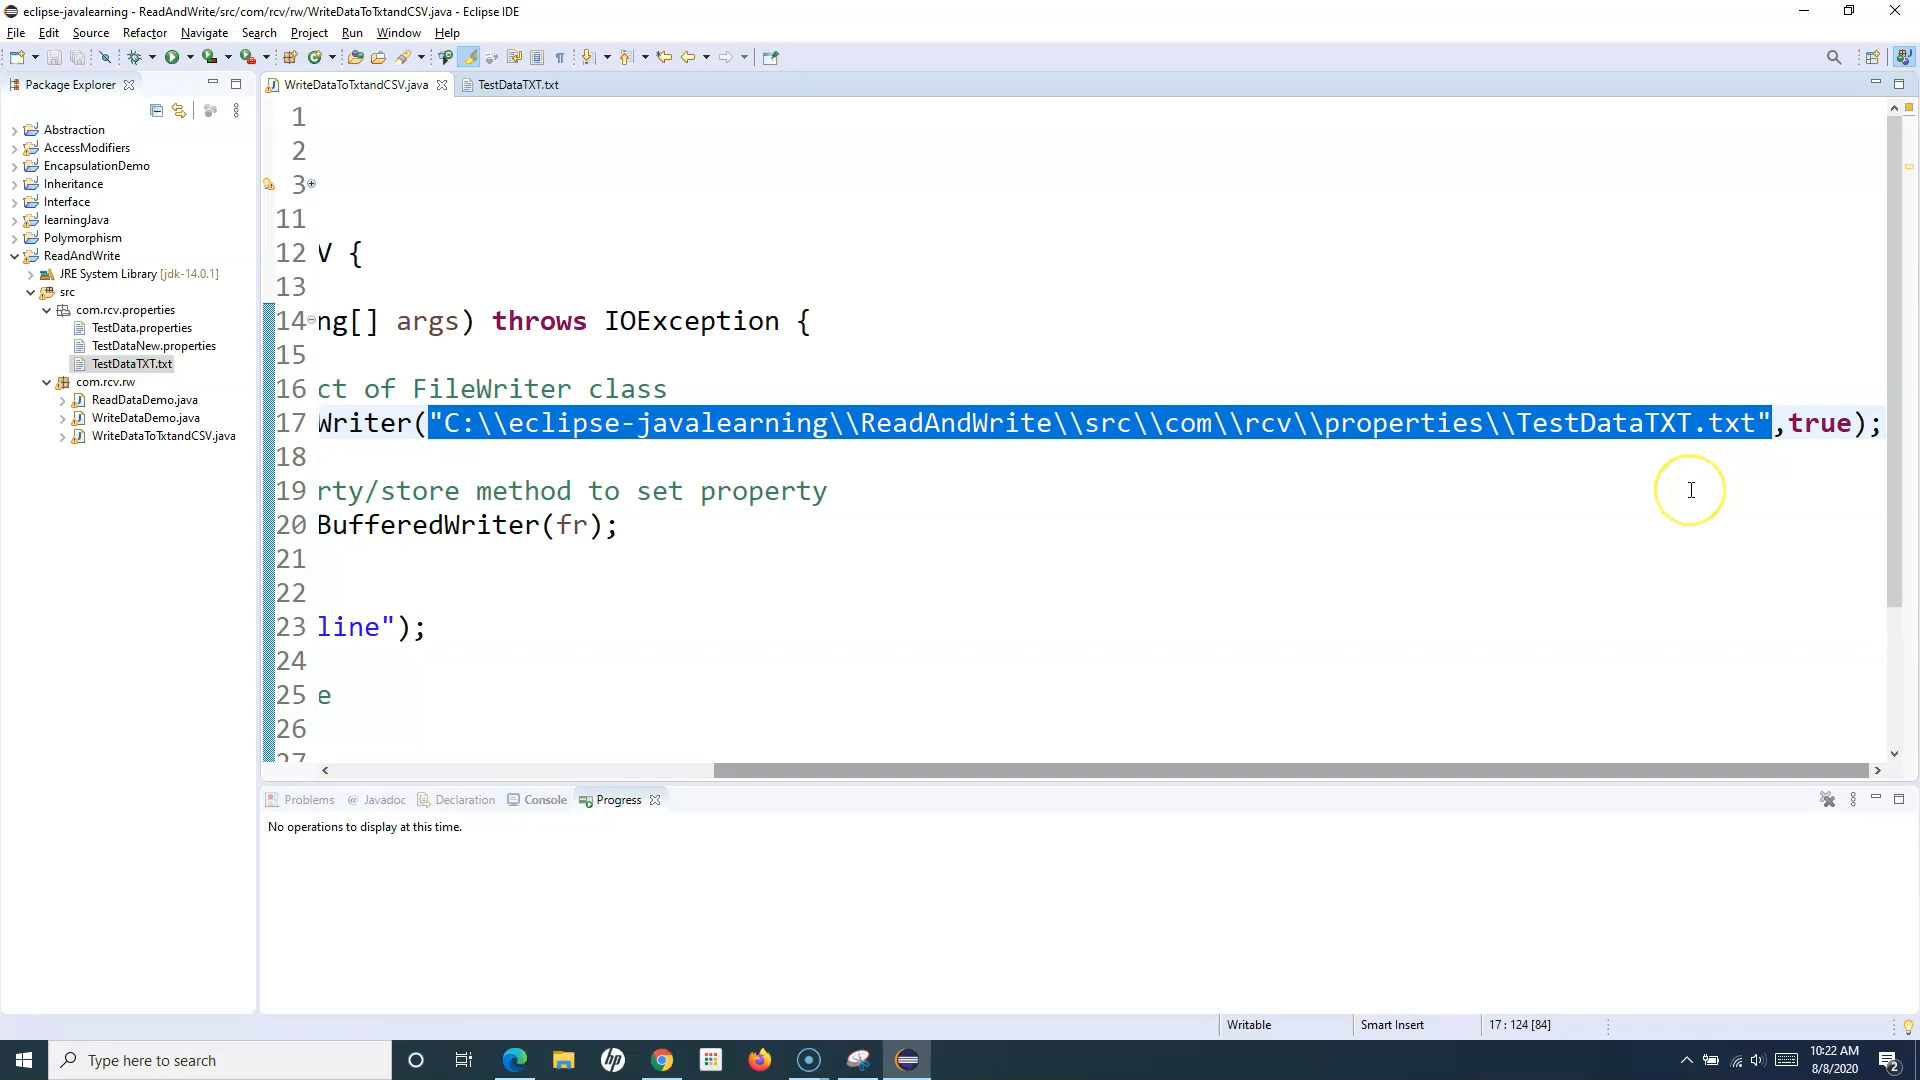 eclipse-javalearning - ReadAndWrite/src/com/rcv/rw/WriteDataToTxtandCSV.java - Eclipse IDE
File Edit Source Refactor Navigate Search Project Run Window Help
Package Explorer
WriteDataToTxtandCSV.java TestDataTXT.txt
Abstraction
AccessModifiers
EncapsulationDemo
Inheritance
Interface
learningJava
Polymorphism
ReadAndWrite
JRE System Library [jdk-14.0.1]
src
com.rcv.properties
TestData.properties
TestDataNew.properties
TestDataTXT.txt
com.rcv.rw
ReadDataDemo.java
WriteDataDemo.java
WriteDataToTxtandCSV.java
1
2
3
11
12 V {
13
14 ng[] args) throws IOException {
15
16 ct of FileWriter class
17 Writer("C:\\eclipse-javalearning\\ReadAndWrite\\src\\com\\rcv\\properties\\TestDataTXT.txt",true);
18
19 rty/store method to set property
20 BufferedWriter(fr);
21
22
23 line");
24
25 e
26
27
Problems @ Javadoc Declaration Console Progress
No operations to display at this time.
Writable Smart Insert 17 : 124 [84]
Type here to search
hp
10:22 AM
8/8/2020
2